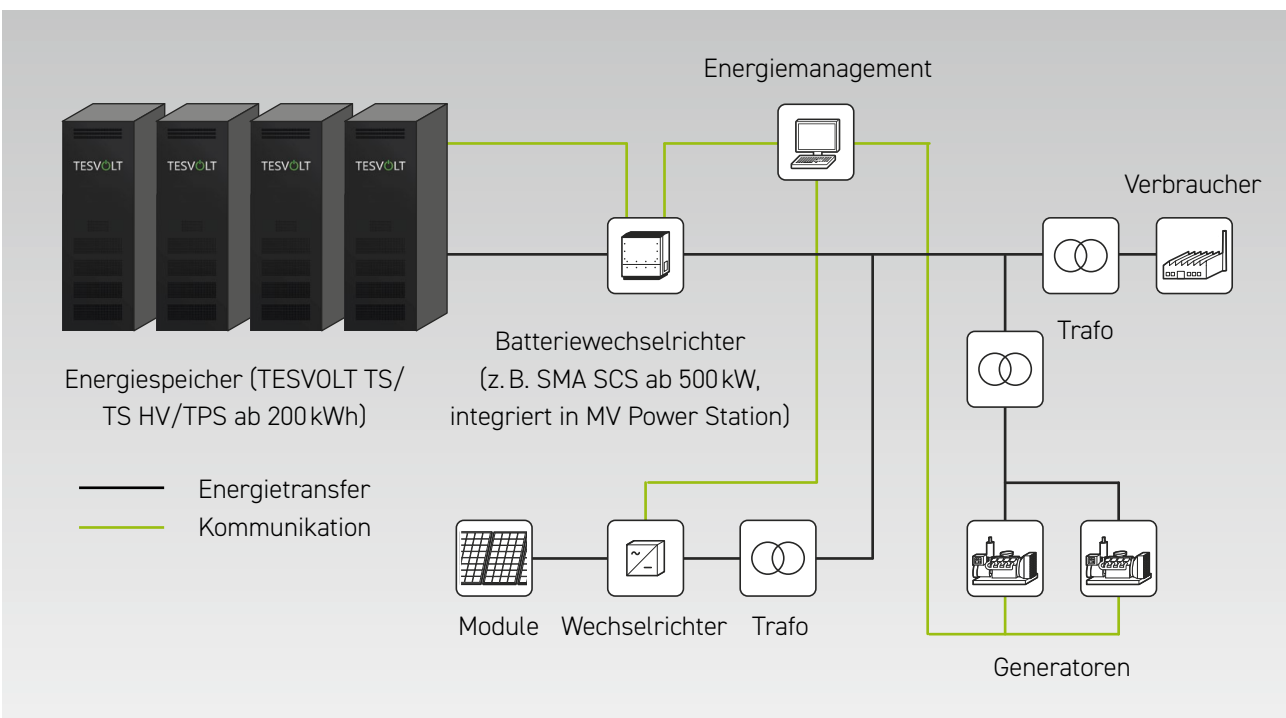 Energiemanagement
TESVOLT TESVOLT TESVOLT TESVOLT
Verbraucher
Trafo
Batteriewechselrichter
(z. B. SMA SCS ab 500 kW,
integriert in MV Power Station)
Energiespeicher (TESVOLT TS/
TS HV/TPS ab 200 kWh)
Energietransfer
Kommunikation
Module
Wechselrichter
Trafo
Generatoren